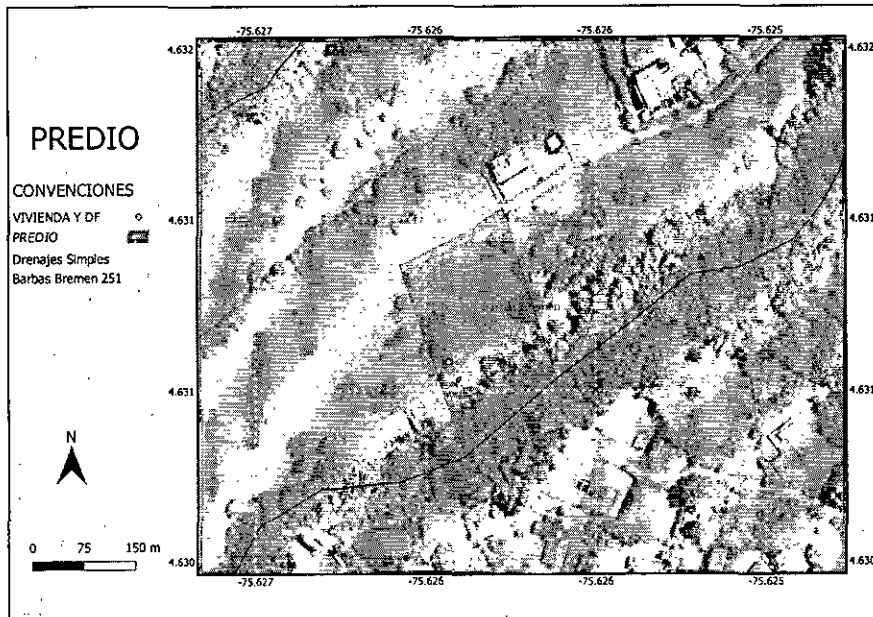 PREDIO
CONVENCIONES
VIVIENDA Y DF
PREDIO
Drenajes Simples
Barbas Bremen 251
N
0 75 150 m
-75.627 -75.626 -75.626 -75.625
4.632 4.632
4.631 4.631
4.631 4.631
4.630 4.630
-75.627 -75.626 -75.626 -75.625